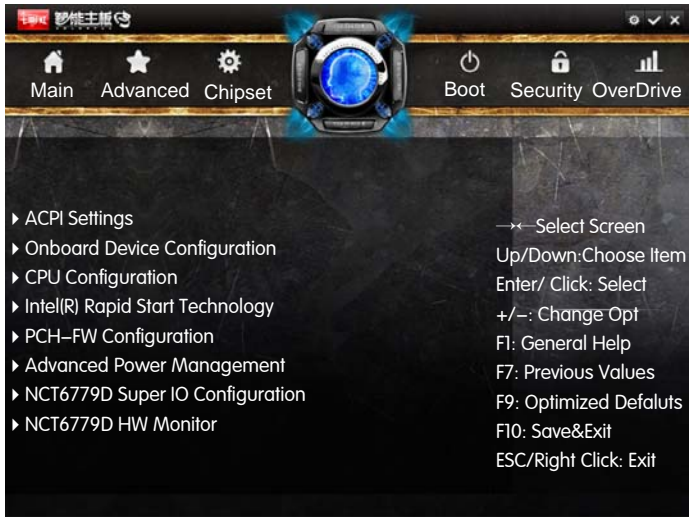 七彩虹 智能主板
Main
Advanced
Chipset
Boot
Security
OverDrive
ACPI Settings
Onboard Device Configuration
CPU Configuration
Intel(R) Rapid Start Technology
PCH-FW Configuration
Advanced Power Management
NCT6779D Super IO Configuration
NCT6779D HW Monitor
→←Select Screen
Up/Down:Choose Item
Enter/ Click: Select
+/-: Change Opt
F1: General Help
F7: Previous Values
F9: Optimized Defaluts
F10: Save&Exit
ESC/Right Click: Exit